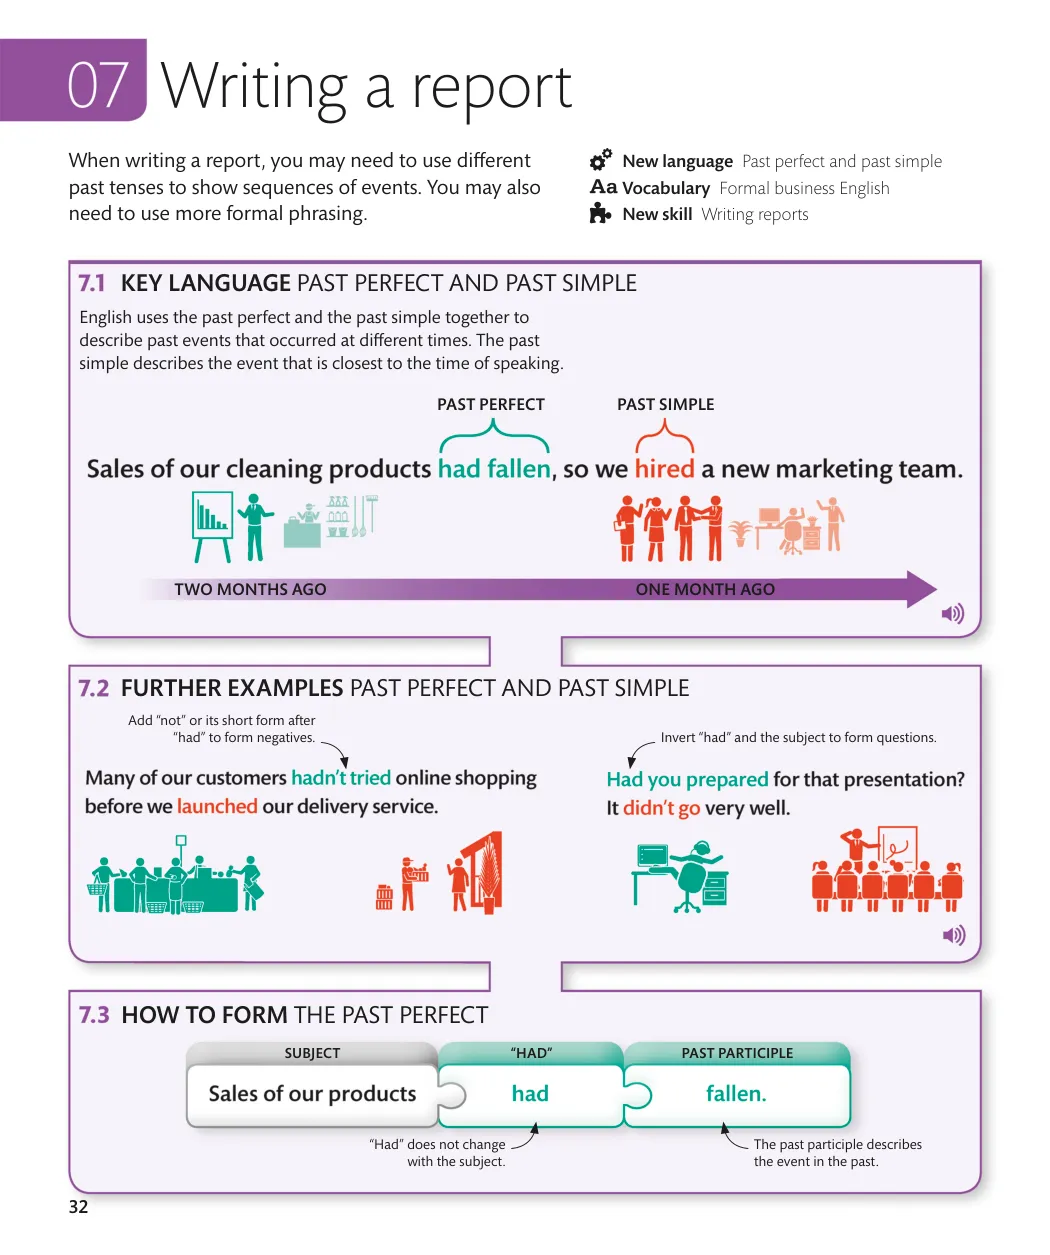 07 Writing a report
When writing a report, you may need to use different
past tenses to show sequences of events. You may also
need to use more formal phrasing.
New language Past perfect and past simple
Aa Vocabulary Formal business English
New skill Writing reports
7.1 KEY LANGUAGE PAST PERFECT AND PAST SIMPLE
English uses the past perfect and the past simple together to
describe past events that occurred at different times. The past
simple describes the event that is closest to the time of speaking.
PAST PERFECT PAST SIMPLE
Sales of our cleaning products had fallen, so we hired a new marketing team.
TWO MONTHS AGO ONE MONTH AGO
7.2 FURTHER EXAMPLES PAST PERFECT AND PAST SIMPLE
Add “not” or its short form after
“had” to form negatives.
Many of our customers hadn’t tried online shopping
before we launched our delivery service.
Invert “had” and the subject to form questions.
Had you prepared for that presentation?
It didn’t go very well.
7.3 HOW TO FORM THE PAST PERFECT
SUBJECT “HAD” PAST PARTICIPLE
Sales of our products had fallen.
“Had” does not change
with the subject.
The past participle describes
the event in the past.
32